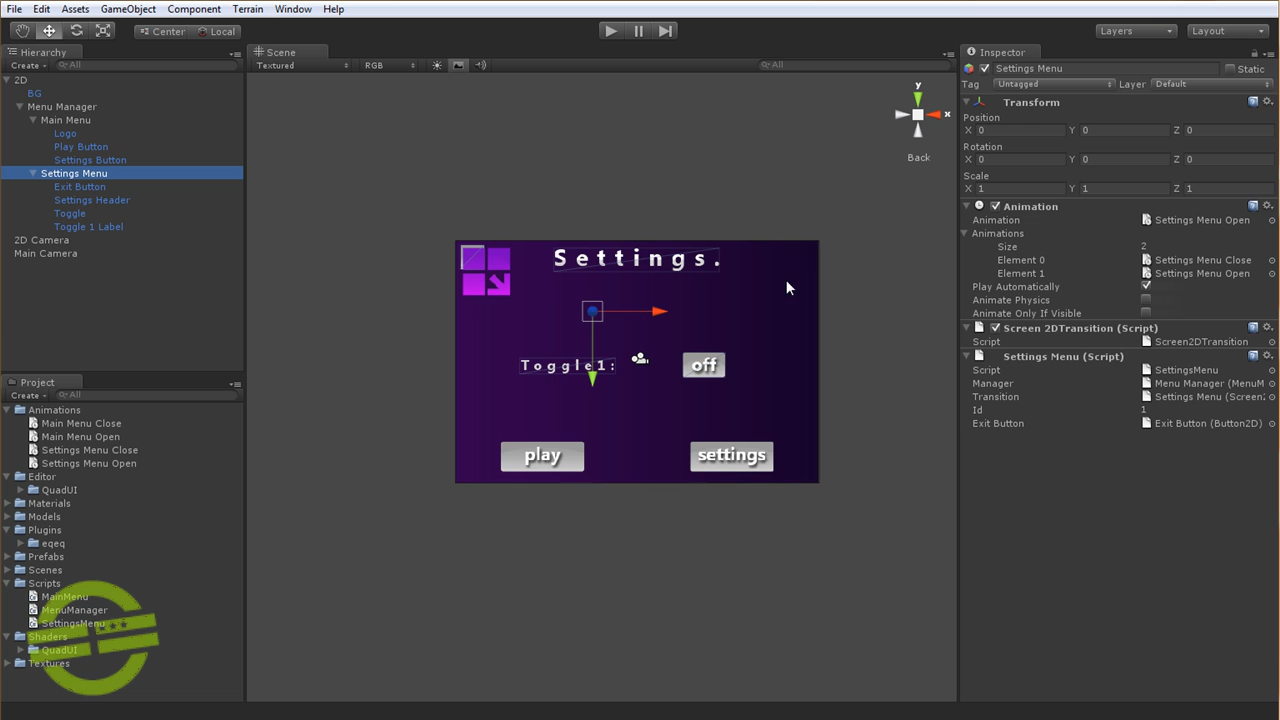 File Edit Assets GameObject Component Terrain Window Help
Center Local Layers Layout
Hierarchy
Create All
2D
BG
Menu Manager
Main Menu
Logo
Play Button
Settings Button
Settings Menu
Exit Button
Settings Header
Toggle
Toggle 1 Label
2D Camera
Main Camera
Project
Create All
Animations
Main Menu Close
Main Menu Open
Settings Menu Close
Settings Menu Open
Editor
QuadUI
Materials
Models
Plugins
eqeq
Prefabs
Scenes
Scripts
MainMenu
MenuManager
SettingsMenu
Shaders
QuadUI
Textures
Scene
Textured RGB All
y
x
Back
Settings.
Toggle1: off
play settings
Inspector
Settings Menu Static
Tag Untagged Layer Default
Transform
Position
X 0 Y 0 Z 0
Rotation
X 0 Y 0 Z 0
Scale
X 1 Y 1 Z 1
Animation
Animation Settings Menu Open
Animations
Size 2
Element 0 Settings Menu Close
Element 1 Settings Menu Open
Play Automatically
Animate Physics
Animate Only If Visible
Screen 2DTransition (Script)
Script Screen2DTransition
Settings Menu (Script)
Script SettingsMenu
Manager Menu Manager (MenuM
Transition Settings Menu (Screen2
Id 1
Exit Button Exit Button (Button2D)